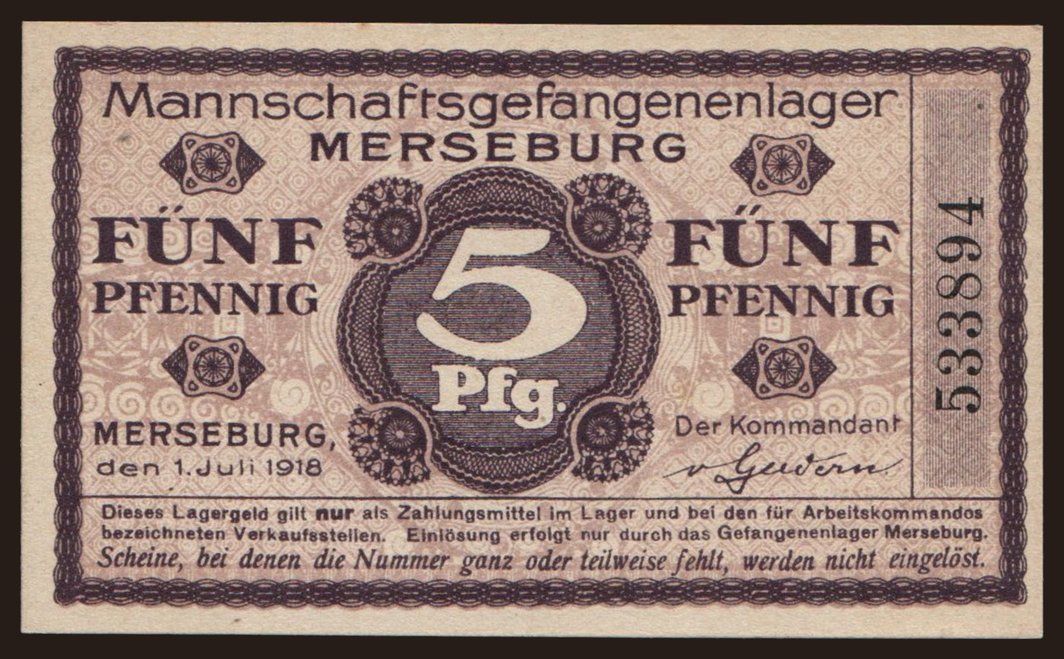 Mannschaftsgefangenenlager
MERSEBURG
FÜNF
PFENNIG
5
Pfg.
FÜNF
PFENNIG
MERSEBURG,
den 1. Juli 1918
Der Kommandant
533894
Dieses Lagergeld gilt nur als Zahlungsmittel im Lager und bei den für Arbeitskommandos
bezeichneten Verkaufsstellen. Einlösung erfolgt nur durch das Gefangenenlager Merseburg.
Scheine, bei denen die Nummer ganz oder teilweise fehlt, werden nicht eingelöst.